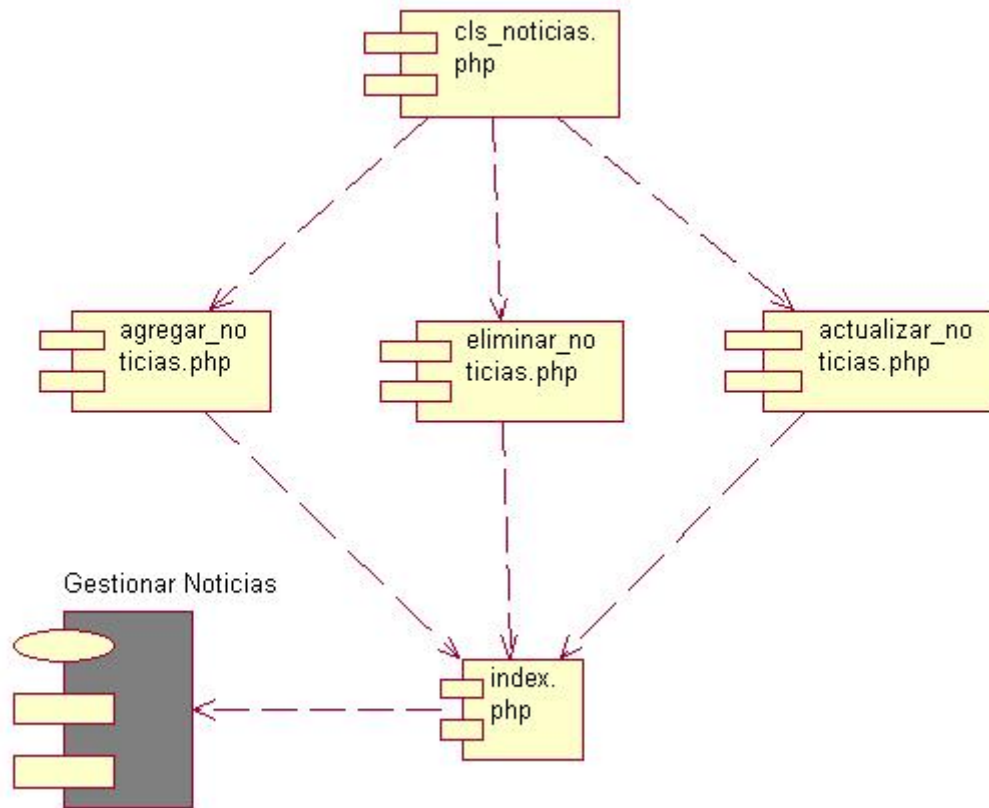 cls_noticias.
php
agregar_no
ticias.php
eliminar_no
ticias.php
actualizar_no
ticias.php
Gestionar Noticias
index.
php